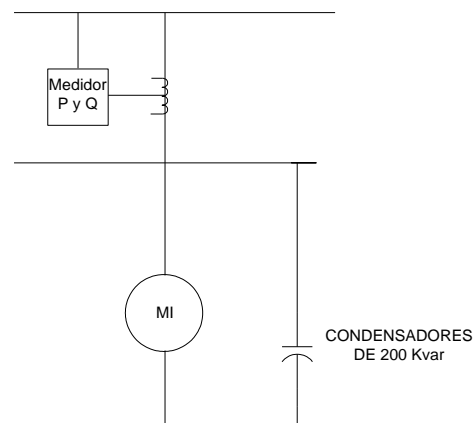 Medidor
P y Q
MI
CONDENSADORES
DE 200 Kvar